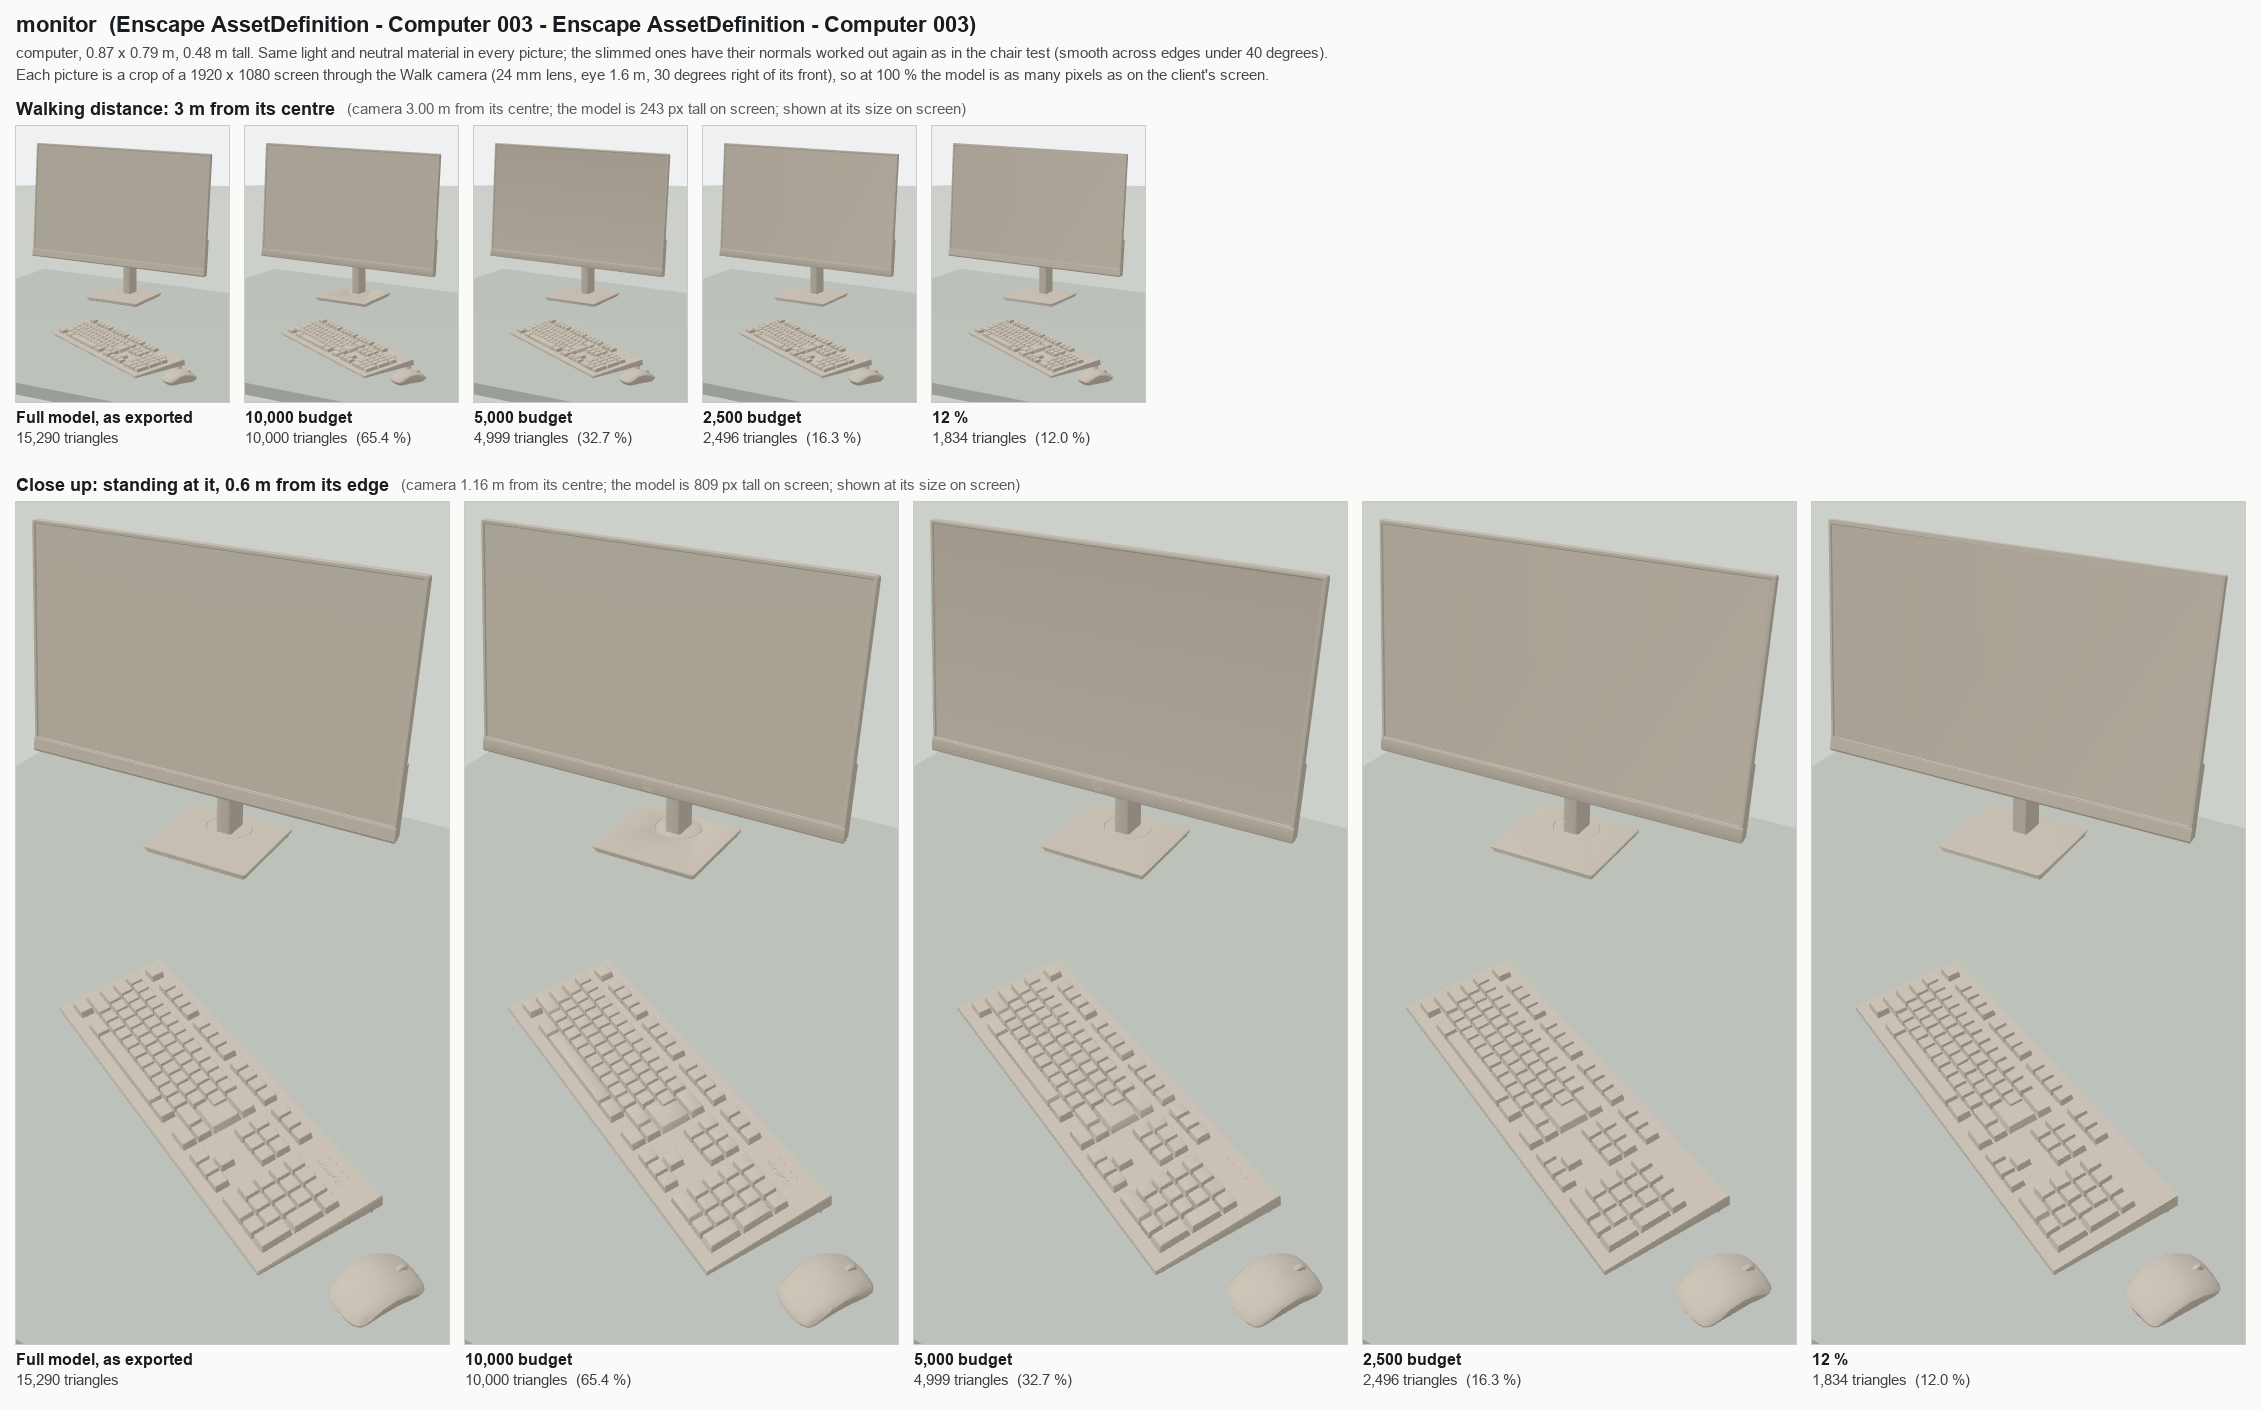 monitor  (Enscape AssetDefinition - Computer 003 - Enscape AssetDefinition - Computer 003)
computer, 0.87 x 0.79 m, 0.48 m tall. Same light and neutral material in every picture; the slimmed ones have their normals worked out again as in the chair test (smooth across edges under 40 degrees).
Each picture is a crop of a 1920 x 1080 screen through the Walk camera (24 mm lens, eye 1.6 m, 30 degrees right of its front), so at 100 % the model is as many pixels as on the client's screen.
Walking distance: 3 m from its centre  (camera 3.00 m from its centre; the model is 243 px tall on screen; shown at its size on screen)
Full model, as exported  10,000 budget  5,000 budget  2,500 budget  12 %
15,290 triangles  10,000 triangles  (65.4 %)  4,999 triangles  (32.7 %)  2,496 triangles  (16.3 %)  1,834 triangles  (12.0 %)
Close up: standing at it, 0.6 m from its edge  (camera 1.16 m from its centre; the model is 809 px tall on screen; shown at its size on screen)
Full model, as exported  10,000 budget  5,000 budget  2,500 budget  12 %
15,290 triangles  10,000 triangles  (65.4 %)  4,999 triangles  (32.7 %)  2,496 triangles  (16.3 %)  1,834 triangles  (12.0 %)